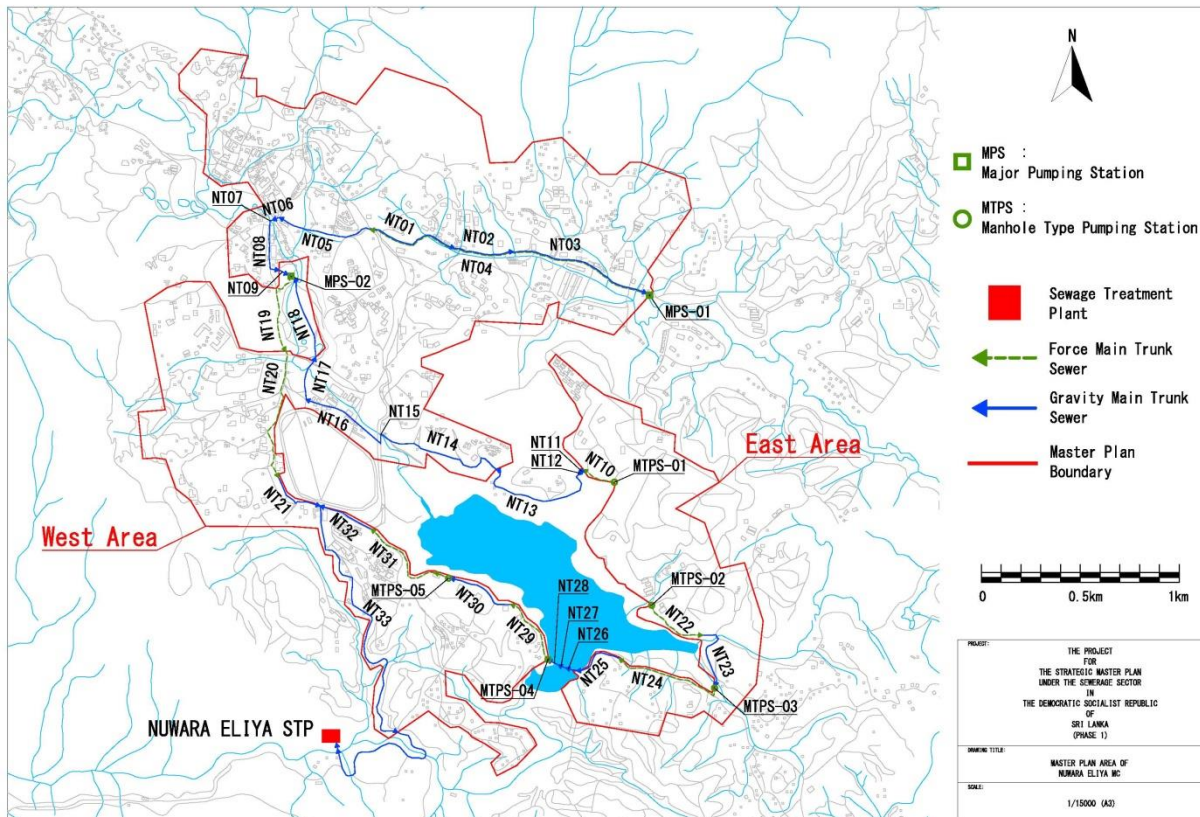 N
MPS :
Major Pumping Station
MTPS :
Manhole Type Pumping Station
Sewage Treatment
Plant
Force Main Trunk
Sewer
Gravity Main Trunk
Sewer
Master Plan
Boundary
0 0.5km 1km
PROJECT:
THE PROJECT
FOR
THE STRATEGIC MASTER PLAN
UNDER THE SEWERAGE SECTOR
IN
THE DEMOCRATIC SOCIALIST REPUBLIC
OF
SRI LANKA
(PHASE 1)
DRAWING TITLE:
MASTER PLAN AREA OF
NUWARA ELIYA MC
SCALE:
1/15000 (A3)
NT07
NT06
NT05
NT01
NT02
NT03
NT04
NT08
NT09
MPS-02
MPS-01
NT19
NT18
NT20
NT17
NT16
NT15
NT14
NT11
NT12
NT10
MTPS-01
East Area
NT13
NT21
West Area
NT32
NT31
MTPS-05
NT30
NT28
NT27
NT26
MTPS-02
NT22
NT23
NT29
NT33
MTPS-04
NT25
NT24
MTPS-03
NUWARA ELIYA STP